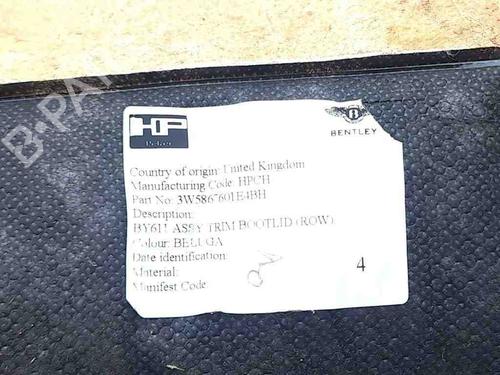 B-PARTS
HP
Pelzer
BENTLEY
Country of origin: United Kingdom
Manufacturing Code: HPCH
Part No: 3W5867601E4BH
Description:
BY611 ASSY TRIM BOOTLID (ROW)
Colour: BELUGA
Date identification:
Material:
Manifest Code:
4